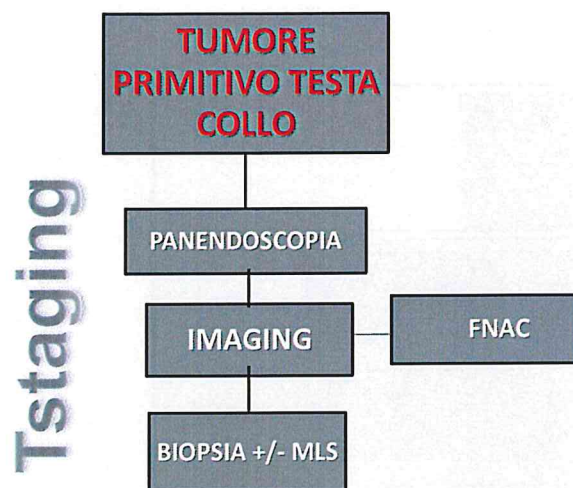 TUMORE
PRIMITIVO TESTA
COLLO
Tstaging
PANENDOSCOPIA
IMAGING
FNAC
BIOPSIA +/- MLS